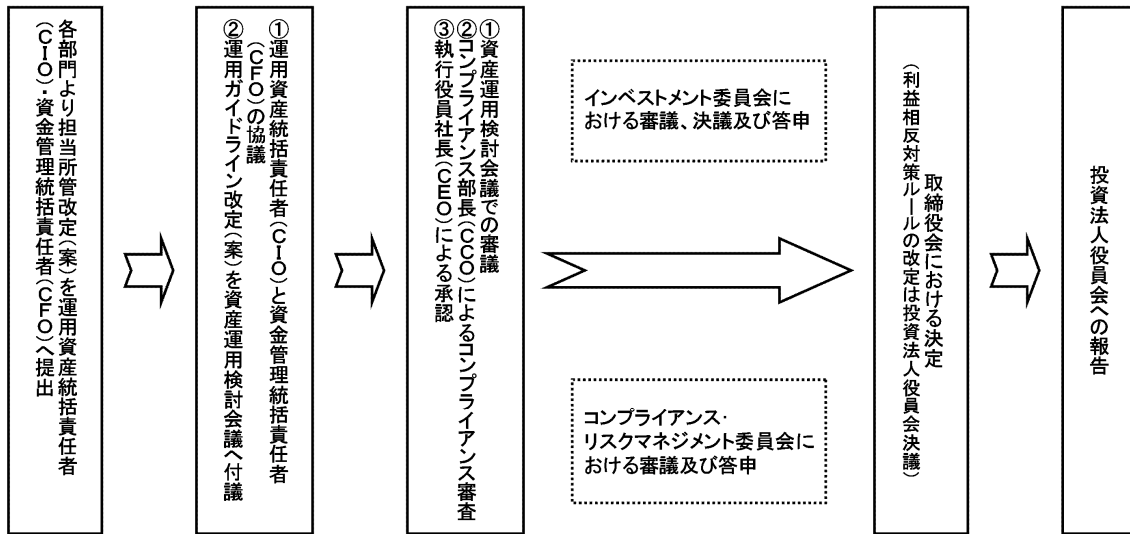 各部門より担当所管改定(案)を運用資産統括責任者
(CIO)・資金管理統括責任者(CFO)へ提出
①運用資産統括責任者(CIO)と資金管理統括責任者
(CFO)の協議
②運用ガイドライン改定(案)を資産運用検討会議へ付議
①資産運用検討会議での審議
②コンプライアンス部長(CCO)によるコンプライアンス審査
③執行役員社長(CEO)による承認
インベストメント委員会に
おける審議、決議及び答申
コンプライアンス・
リスクマネジメント委員会に
おける審議及び答申
取締役会における決定
(利益相反対策ルールの改定は投資法人役員会決議)
投資法人役員会への報告